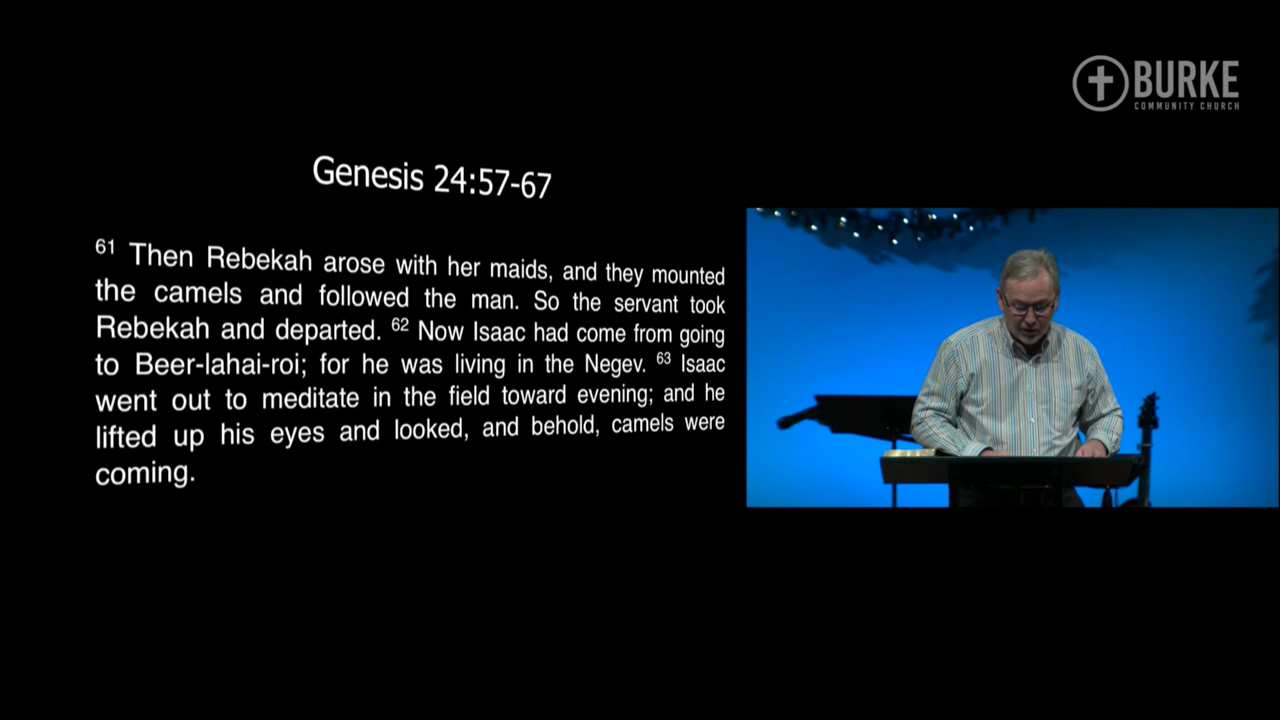 BURKE
COMMUNITY CHURCH
Genesis 24:57-67
61 Then Rebekah arose with her maids, and they mounted
the camels and followed the man. So the servant took
Rebekah and departed. 62 Now Isaac had come from going
to Beer-lahai-roi; for he was living in the Negev. 63 Isaac
went out to meditate in the field toward evening; and he
lifted up his eyes and looked, and behold, camels were
coming.